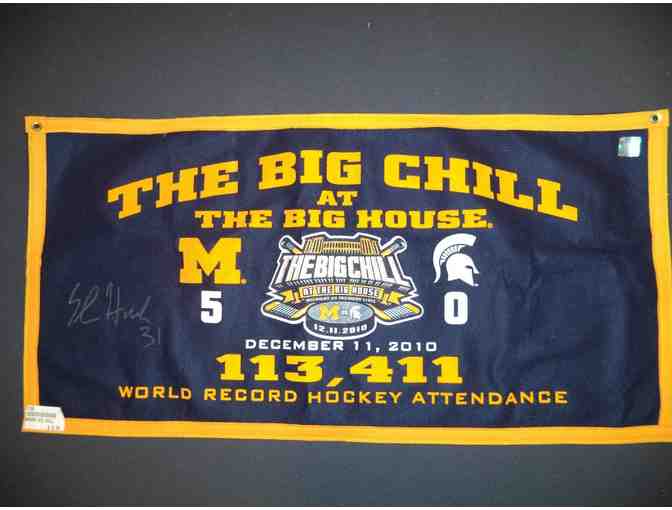 THE BIG CHILL
AT
THE BIG HOUSE.
M
5
THE BIG CHILL
AT THE BIG HOUSE
M
12.11.2010
0
31
DECEMBER 11, 2010
113,411
WORLD RECORD HOCKEY ATTENDANCE